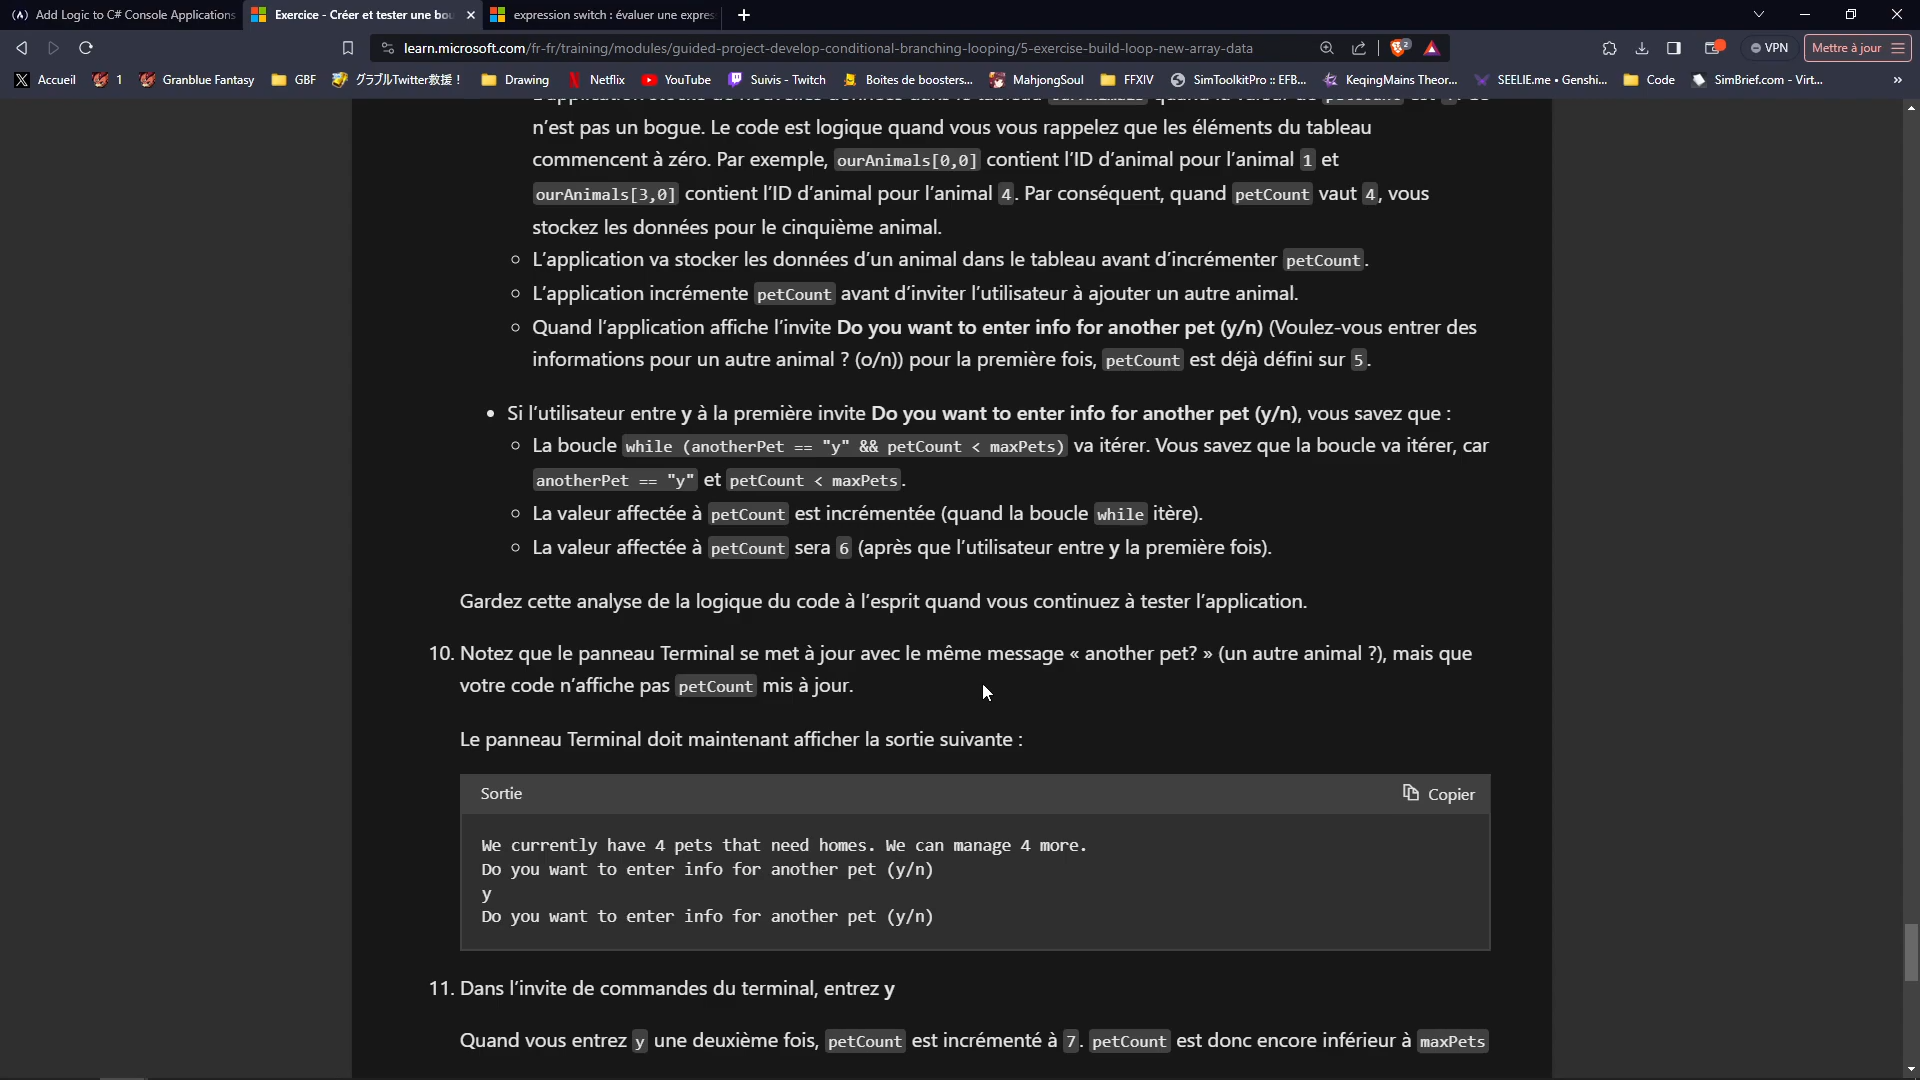 Add Logic to C# Console Applications
Exercice - Créer et tester une bou
expression switch : évaluer une expres
learn.microsoft.com/fr-fr/training/modules/guided-project-develop-conditional-branching-looping/5-exercise-build-loop-new-array-data
2
VPN
Mettre à jour
Accueil
1
Granblue Fantasy
GBF
グラブルTwitter救援！
Drawing
Netflix
YouTube
Suivis - Twitch
Boites de boosters...
MahjongSoul
FFXIV
SimToolkitPro :: EFB...
KeqingMains Theor...
SEELIE.me • Genshi...
Code
SimBrief.com - Virt...
»
n'est pas un bogue. Le code est logique quand vous vous rappelez que les éléments du tableau
commencent à zéro. Par exemple, ourAnimals[0,0] contient l'ID d'animal pour l'animal 1 et
ourAnimals[3,0] contient l'ID d'animal pour l'animal 4. Par conséquent, quand petCount vaut 4, vous
stockez les données pour le cinquième animal.
L'application va stocker les données d'un animal dans le tableau avant d'incrémenter petCount.
L'application incrémente petCount avant d'inviter l'utilisateur à ajouter un autre animal.
Quand l'application affiche l'invite Do you want to enter info for another pet (y/n) (Voulez-vous entrer des
informations pour un autre animal ? (o/n)) pour la première fois, petCount est déjà défini sur 5.
Si l'utilisateur entre y à la première invite Do you want to enter info for another pet (y/n), vous savez que :
La boucle while (anotherPet == "y" && petCount < maxPets) va itérer. Vous savez que la boucle va itérer, car
anotherPet == "y" et petCount < maxPets.
La valeur affectée à petCount est incrémentée (quand la boucle while itère).
La valeur affectée à petCount sera 6 (après que l'utilisateur entre y la première fois).
Gardez cette analyse de la logique du code à l'esprit quand vous continuez à tester l'application.
10. Notez que le panneau Terminal se met à jour avec le même message « another pet? » (un autre animal ?), mais que
votre code n'affiche pas petCount mis à jour.
Le panneau Terminal doit maintenant afficher la sortie suivante :
Sortie
Copier
We currently have 4 pets that need homes. We can manage 4 more.
Do you want to enter info for another pet (y/n)
y
Do you want to enter info for another pet (y/n)
11. Dans l'invite de commandes du terminal, entrez y
Quand vous entrez y une deuxième fois, petCount est incrémenté à 7. petCount est donc encore inférieur à maxPets